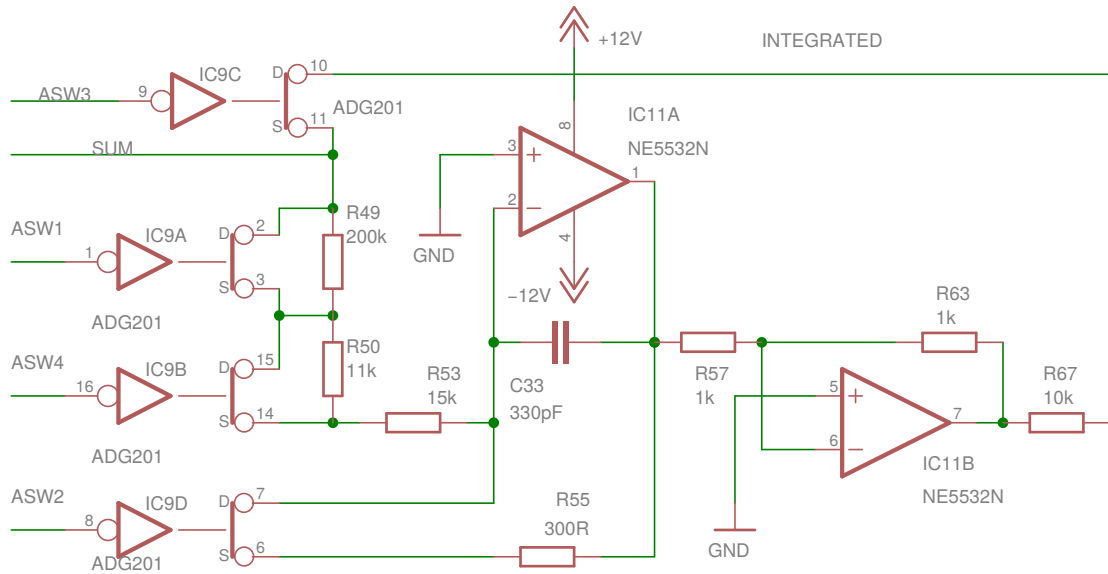 +12V
INTEGRATED
IC9C
D
10
9
ASW3
ADG201
S
11
IC11A
NE5532N
8
3
+
1
2
−
4
SUM
ASW1
IC9A
D
2
1
S
3
ADG201
R49
200k
GND
−12V
R63
1k
ASW4
IC9B
D
15
16
S
14
ADG201
R50
11k
R53
15k
C33
330pF
R57
1k
5
+
7
6
−
R67
10k
IC11B
NE5532N
ASW2
IC9D
D
7
8
S
6
ADG201
R55
300R
GND